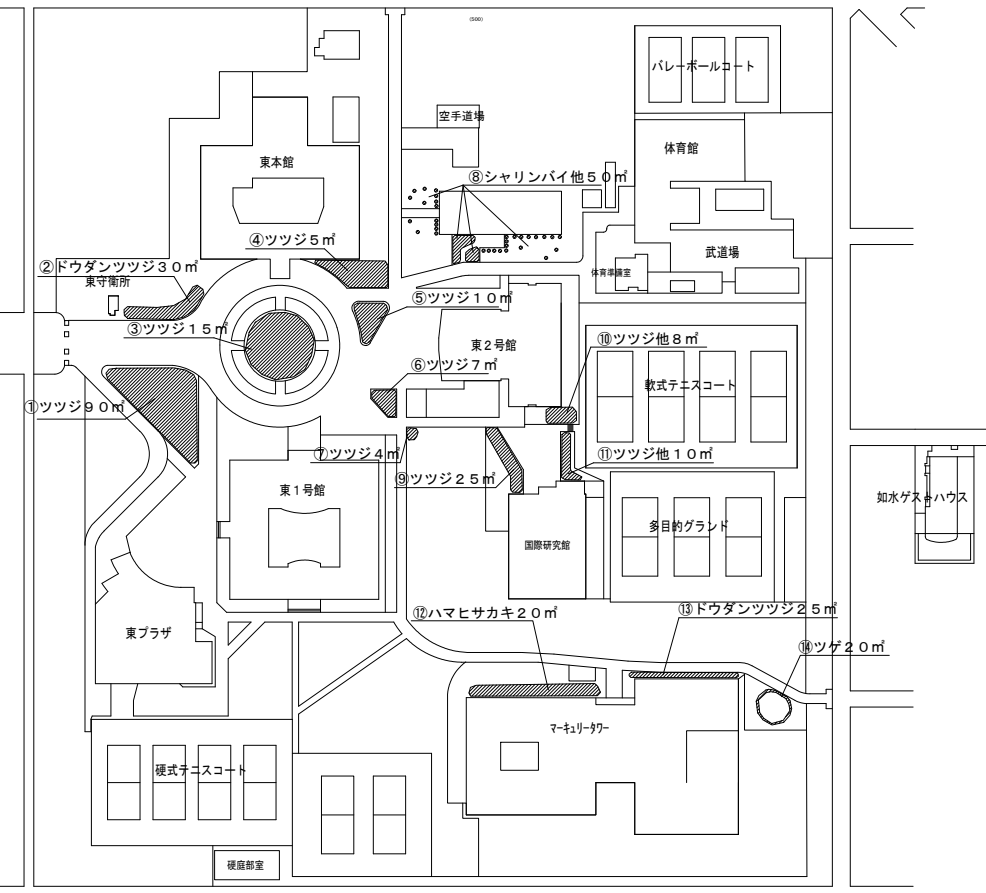 (500)
バレーボールコート
空手道場
体育館
東本館
⑧シャリンバイ他50㎡
④ツツジ5㎡
武道場
②ドウダンツツジ30㎡
東守衛所
体育準備室
⑤ツツジ10㎡
③ツツジ15㎡
東2号館
⑩ツツジ他8㎡
⑥ツツジ7㎡
軟式テニスコート
①ツツジ90㎡
⑦ツツジ4㎡
⑪ツツジ他10㎡
⑨ツツジ25㎡
東1号館
如水ゲストハウス
多目的グランド
国際研究館
⑫ハマヒサカキ20㎡
⑬ドウダンツツジ25㎡
東プラザ
⑭ツゲ20㎡
マーキュリータワー
硬式テニスコート
硬庭部室